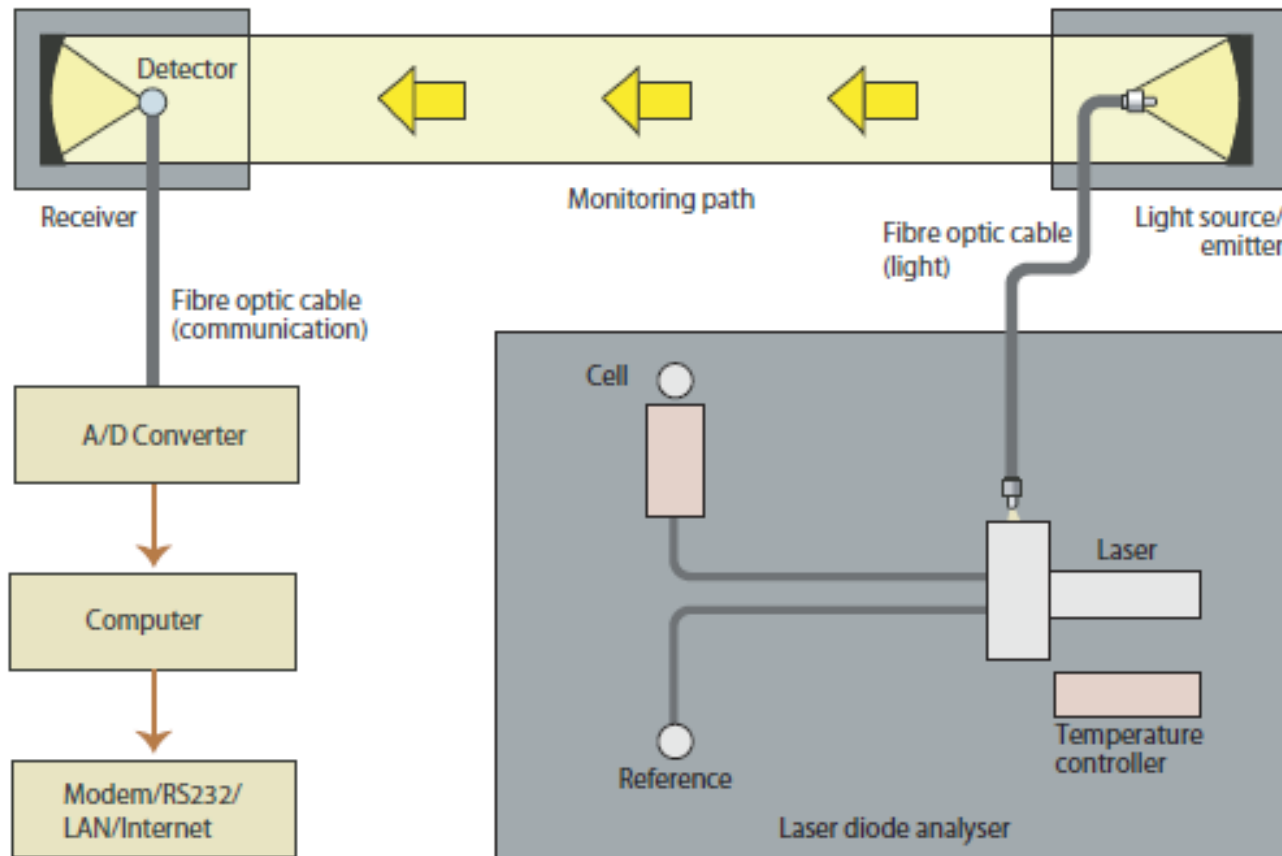 Detector
Receiver
Monitoring path
Fibre optic cable
(light)
Light source/
emitter
Fibre optic cable
(communication)
A/D Converter
Computer
Modem/RS232/
LAN/Internet
Cell
Laser
Temperature
controller
Reference
Laser diode analyser